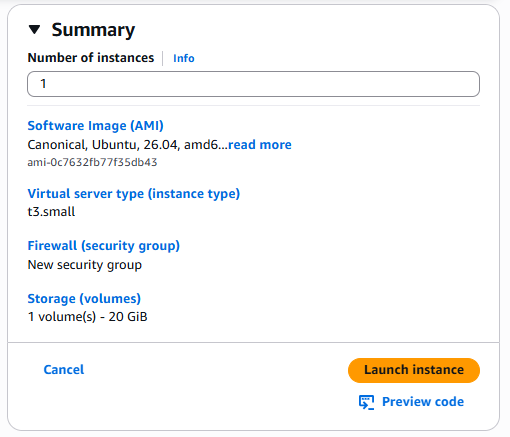 Summary
Number of instances Info
1
Software Image (AMI)
Canonical, Ubuntu, 26.04, amd6...read more
ami-0c7632fb77f35db43
Virtual server type (instance type)
t3.small
Firewall (security group)
New security group
Storage (volumes)
1 volume(s) - 20 GiB
Cancel
Launch instance
Preview code